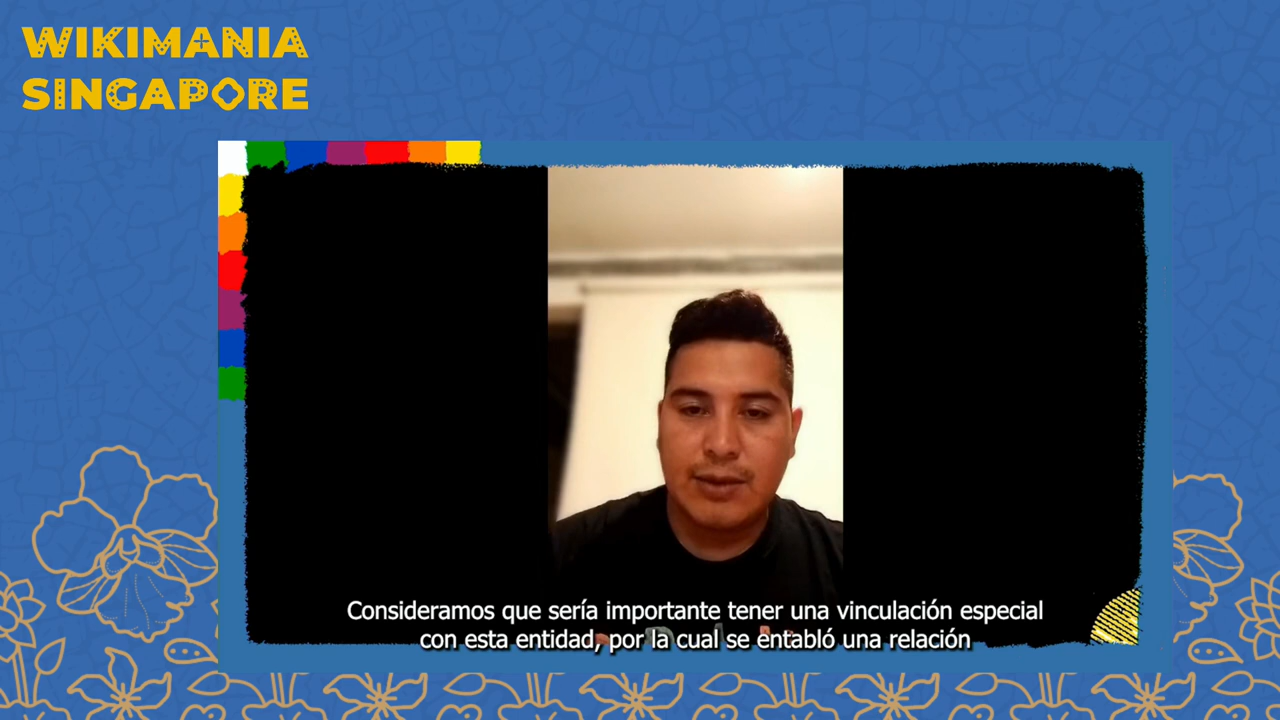 WIKIMANIA
SINGAPORE
Consideramos que sería importante tener una vinculación especial
con esta entidad, por la cual se entabló una relación